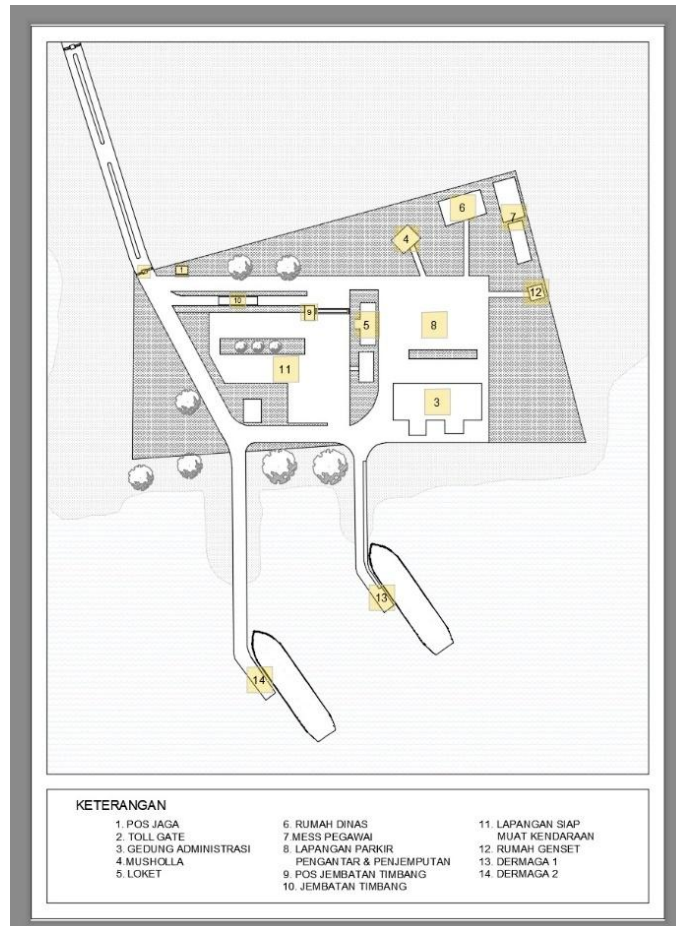 6
7
4
1
12
10
9
5
8
11
3
13
14
KETERANGAN
1. POS JAGA
2. TOLL GATE
3. GEDUNG ADMINISTRASI
4.MUSHOLLA
5. LOKET
6. RUMAH DINAS
7.MESS PEGAWAI
8. LAPANGAN PARKIR
PENGANTAR & PENJEMPUTAN
9. POS JEMBATAN TIMBANG
10. JEMBATAN TIMBANG
11. LAPANGAN SIAP
MUAT KENDARAAN
12. RUMAH GENSET
13. DERMAGA 1
14. DERMAGA 2